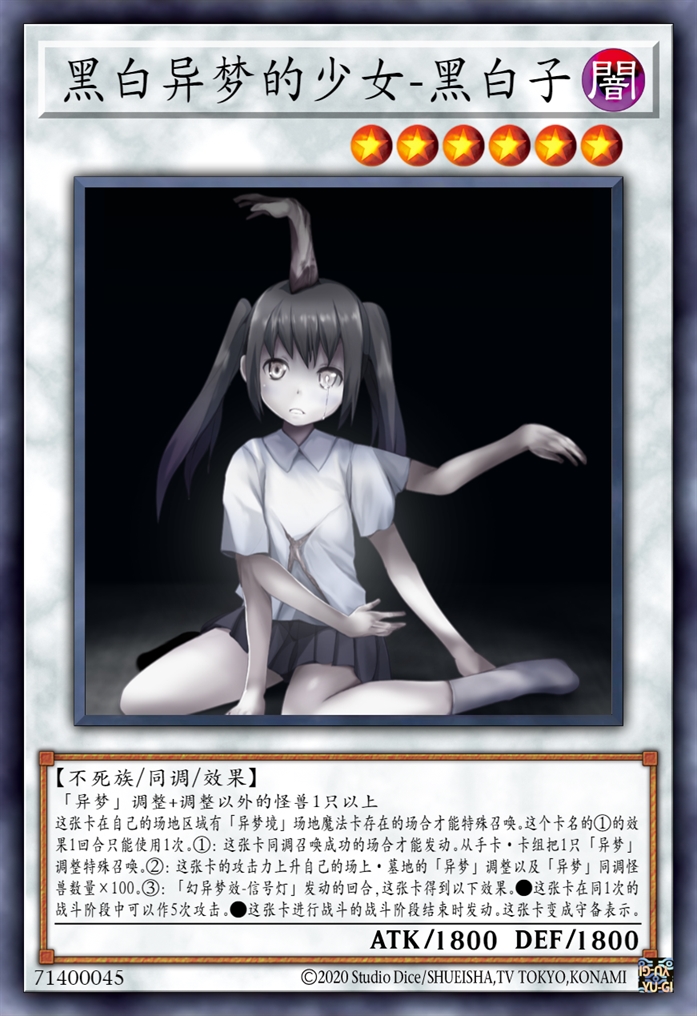 黑白异梦的少女-黑白子
闇
【不死族/同调/效果】
「异梦」调整+调整以外的怪兽1只以上
这张卡在自己的场地区域有「异梦境」场地魔法卡存在的场合才能特殊召唤。这个卡名的①的效
果1回合只能使用1次。①：这张卡同调召唤成功的场合才能发动。从手卡·卡组把1只「异梦」
调整特殊召唤。②：这张卡的攻击力上升自己的场上·墓地的「异梦」调整以及「异梦」同调怪
兽数量×100。③：「幻异梦效-信号灯」发动的回合,这张卡得到以下效果。●这张卡在同1次的
战斗阶段中可以作5次攻击。●这张卡进行战斗的战斗阶段结束时发动。这张卡变成守备表示。
ATK/1800 DEF/1800
71400045
©2020 Studio Dice/SHUEISHA,TV TOKYO,KONAMI
YU-GI